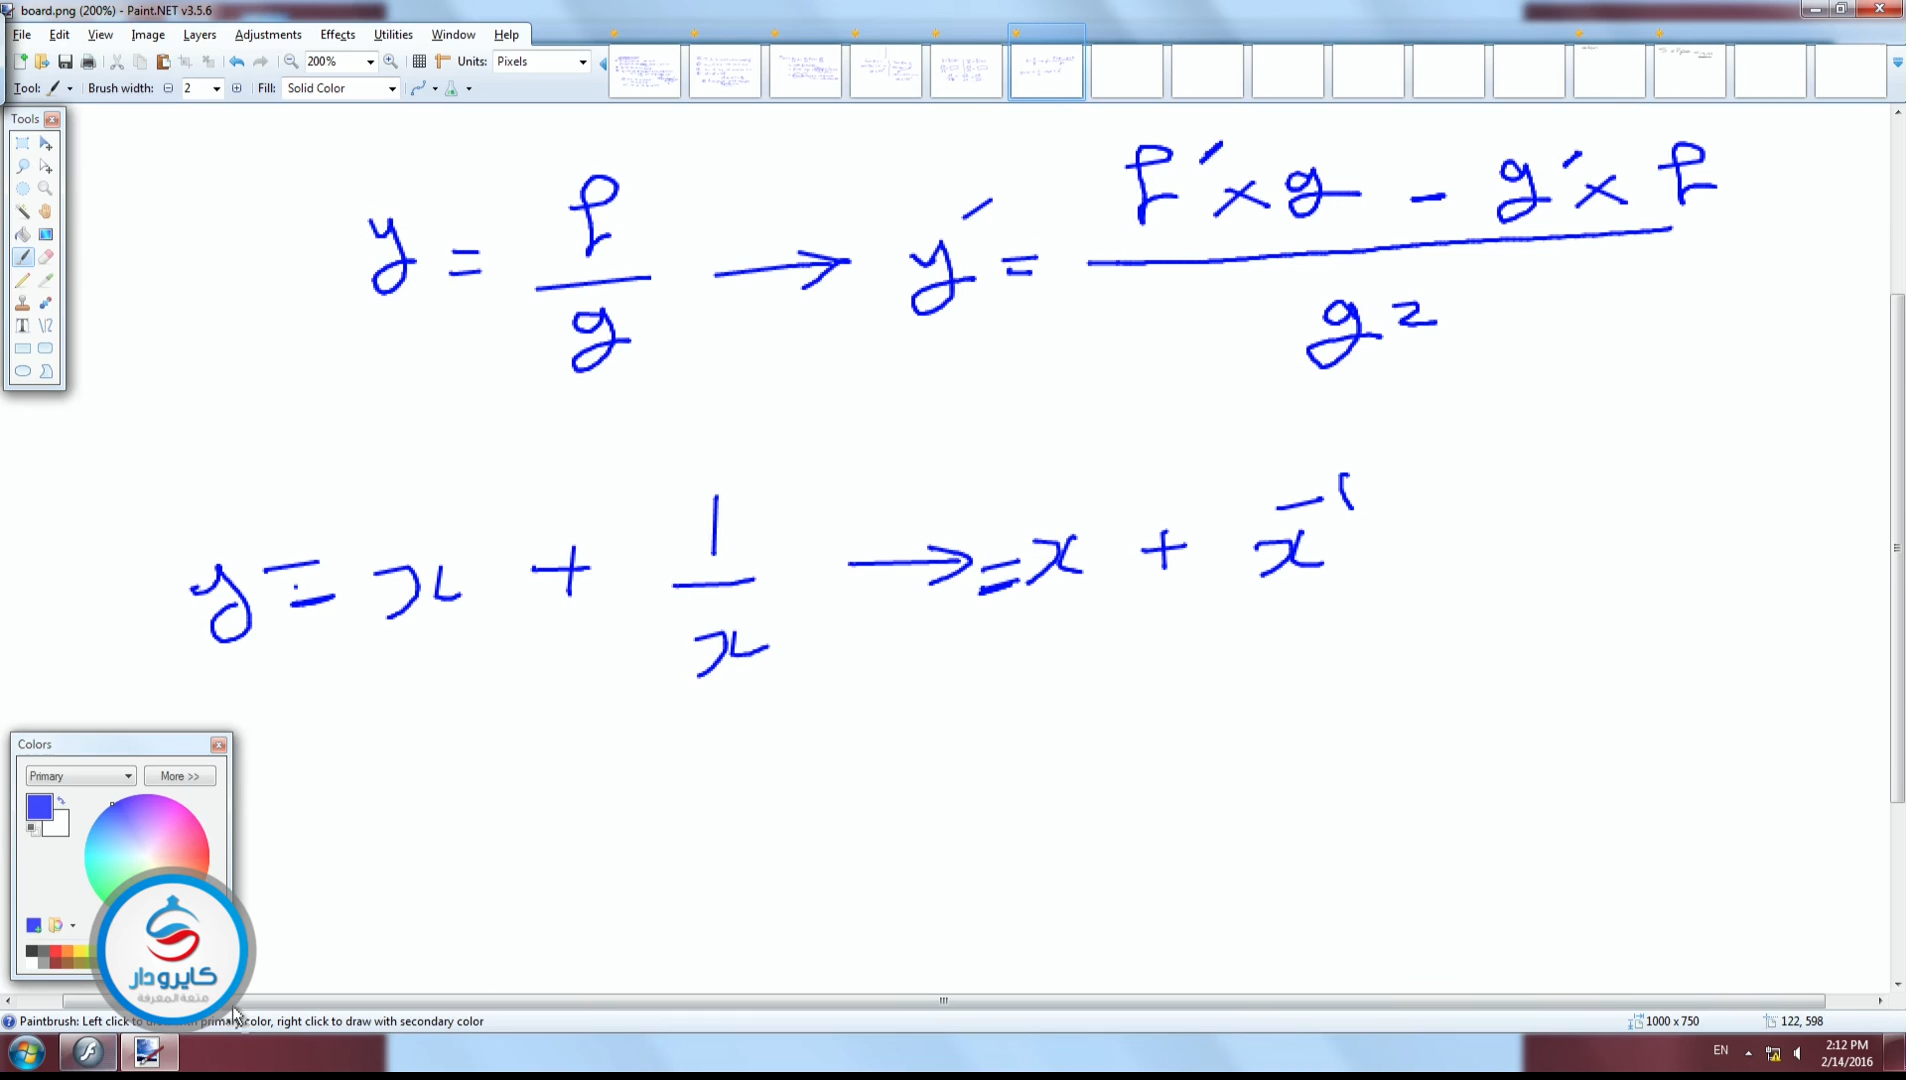 board.png (200%) - Paint.NET v3.5.6
File Edit View Image Layers Adjustments Effects Utilities Window Help
200% Units: Pixels
Tool: Brush width: 2 Fill: Solid Color
Tools
y = f/g → y′ = (f′ × g − g′ × f)/g2
y = x + 1/x → = x + x⁻¹
Colors
Primary More >>
كايرودار
متعة المعرفة
Paintbrush: Left click to draw with primary color, right click to draw with secondary color
1000 x 750 122, 598
EN
2:12 PM
2/14/2016